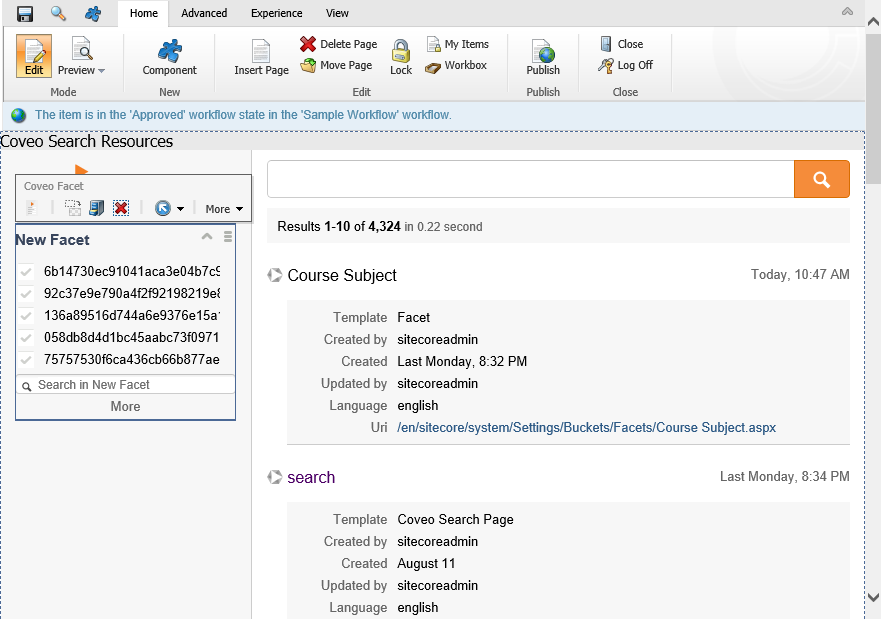 Home Advanced Experience View
Edit Preview Component Insert Page Delete Page Move Page Lock My Items Workbox Publish Close Log Off
Mode New Edit Publish Close
The item is in the 'Approved' workflow state in the 'Sample Workflow' workflow.
Coveo Search Resources
Coveo Facet
More
New Facet
6b14730ec91041aca3e04b7c9
92c37e9e790a4f2f92198219e8
136a89516d744a6e9376e15a
058db8d4d1bc45aabc73f0971
75757530f6ca436cb66b877ae
Search in New Facet
More
Results 1-10 of 4,324 in 0.22 second
Course Subject Today, 10:47 AM
Template Facet
Created by sitecoreadmin
Created Last Monday, 8:32 PM
Updated by sitecoreadmin
Language english
Uri /en/sitecore/system/Settings/Buckets/Facets/Course Subject.aspx
search Last Monday, 8:34 PM
Template Coveo Search Page
Created by sitecoreadmin
Created August 11
Updated by sitecoreadmin
Language english